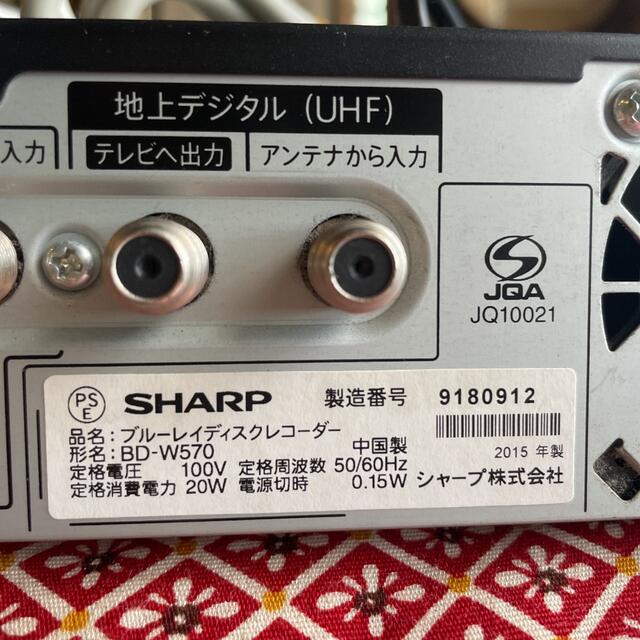 地上デジタル (UHF)
入力
テレビへ出力
アンテナから入力
JQA
JQ10021
PS
E
SHARP 製造番号 9180912
品名:ブルーレイディスクレコーダー
形名:BD-W570 中国製 2015 年製
定格電圧 100V 定格周波数 50/60Hz
定格消費電力 20W 電源切時 0.15W シャープ株式会社